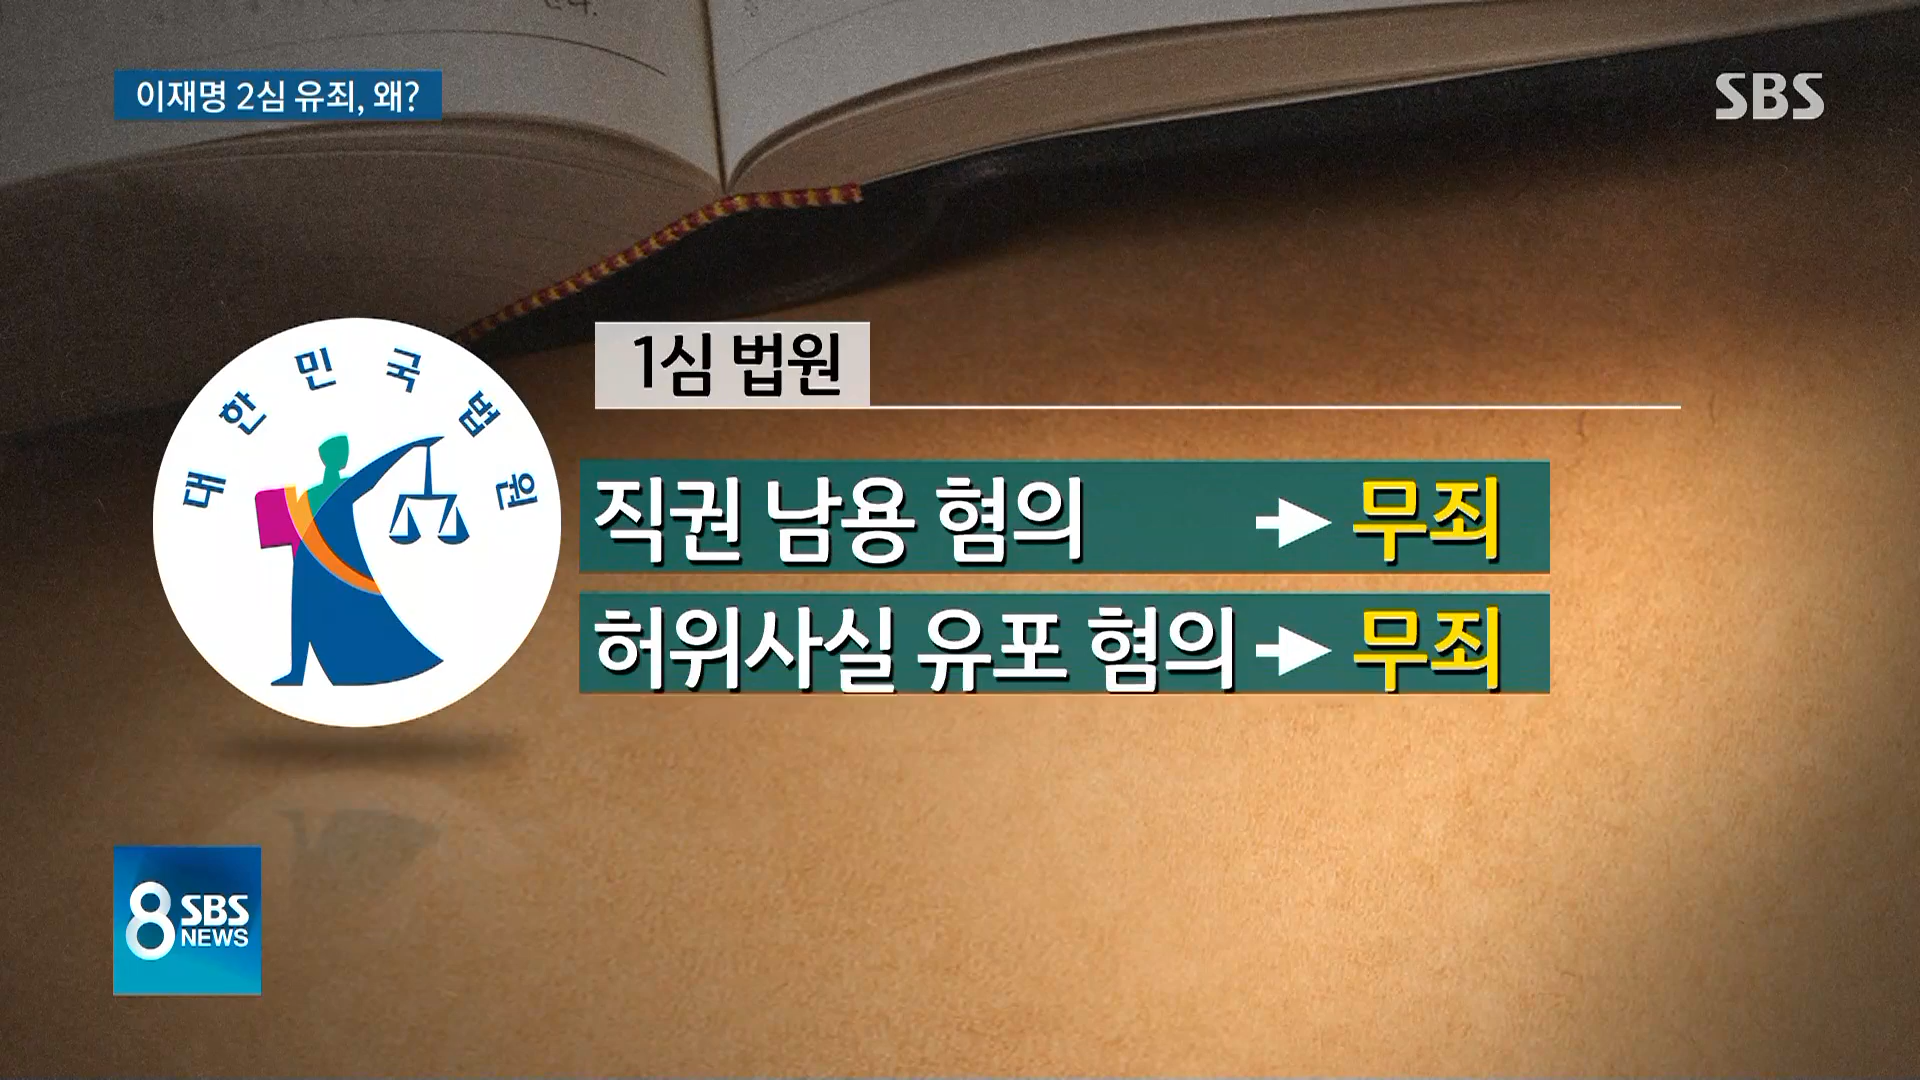 이재명 2심 유죄, 왜?
SBS
대한민국법원
1심 법원
직권 남용 혐의 → 무죄
허위사실 유포 혐의 → 무죄
8 SBS NEWS